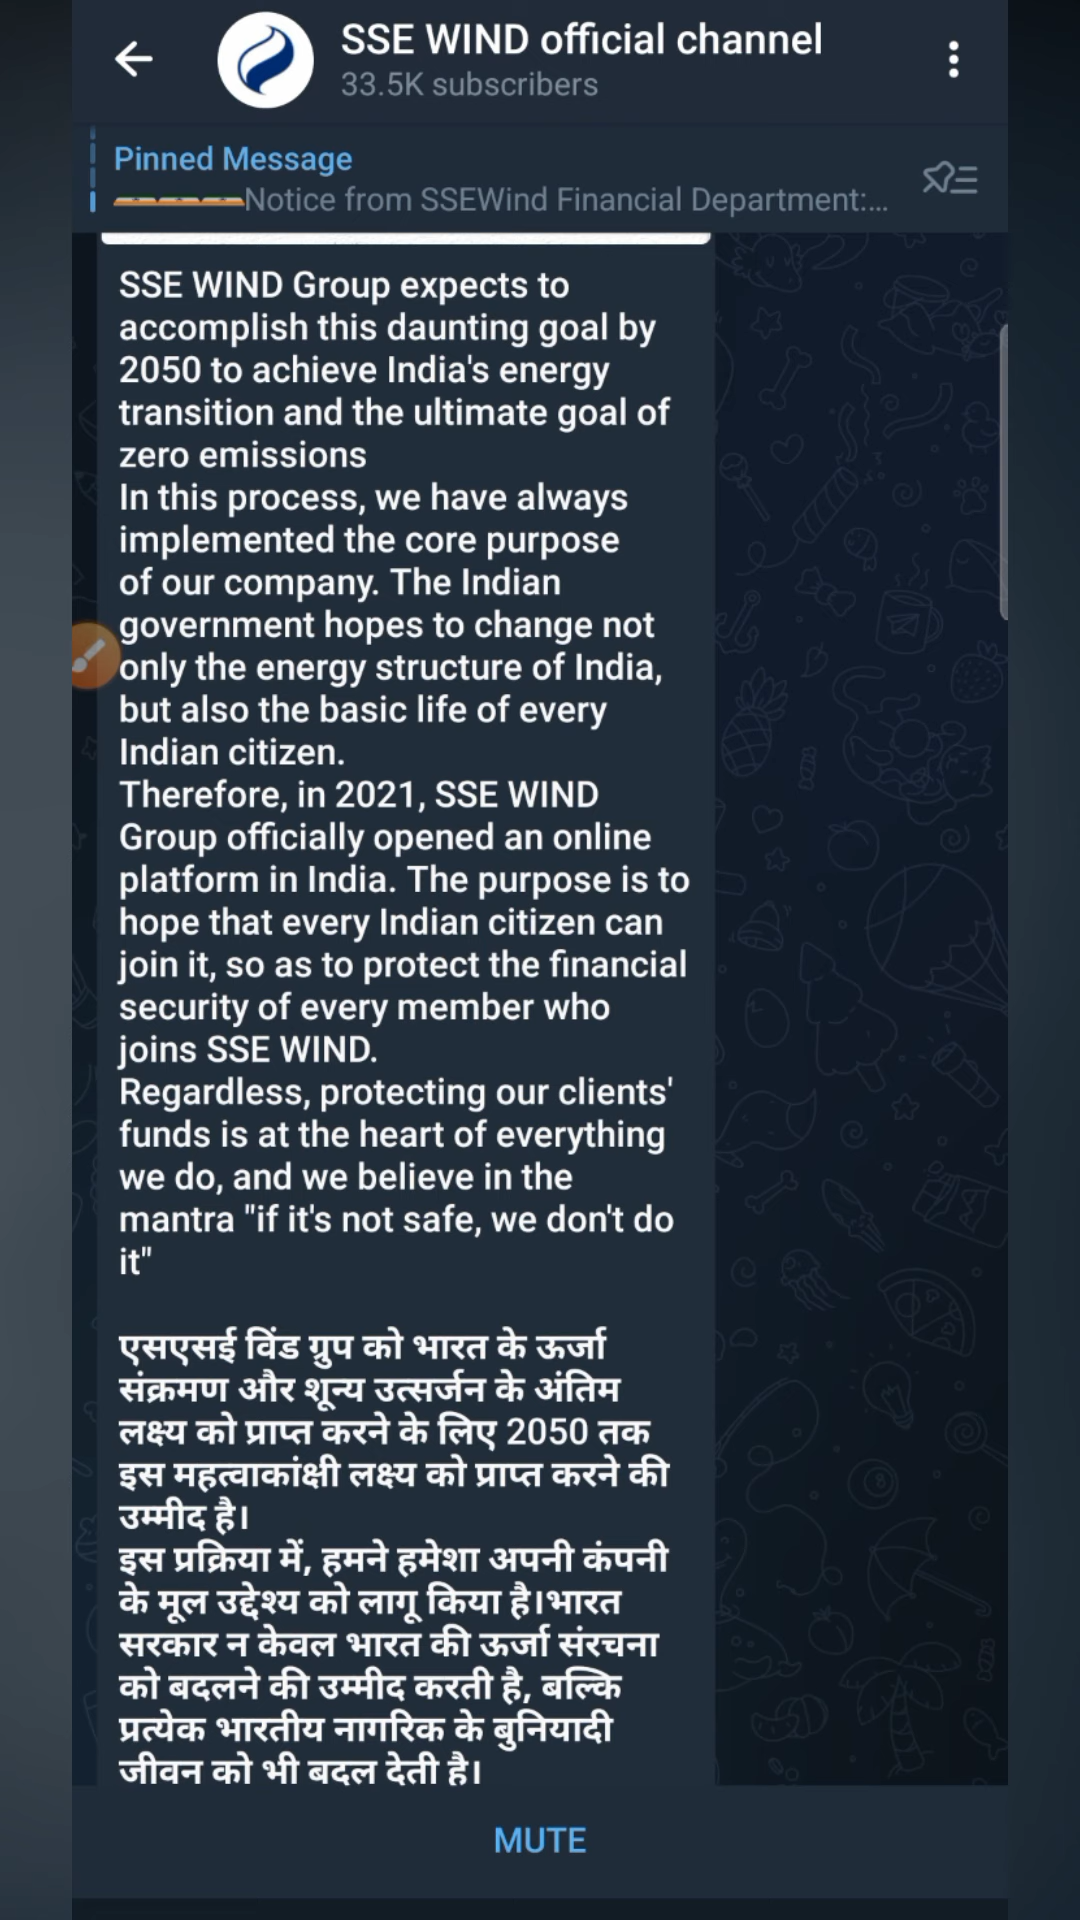 SSE WIND official channel
33.5K subscribers
Pinned Message
Notice from SSEWind Financial Department:...
SSE WIND Group expects to
accomplish this daunting goal by
2050 to achieve India's energy
transition and the ultimate goal of
zero emissions
In this process, we have always
implemented the core purpose
of our company. The Indian
government hopes to change not
only the energy structure of India,
but also the basic life of every
Indian citizen.
Therefore, in 2021, SSE WIND
Group officially opened an online
platform in India. The purpose is to
hope that every Indian citizen can
join it, so as to protect the financial
security of every member who
joins SSE WIND.
Regardless, protecting our clients'
funds is at the heart of everything
we do, and we believe in the
mantra "if it's not safe, we don't do
it"
एसएसई विंड ग्रुप को भारत के ऊर्जा
संक्रमण और शून्य उत्सर्जन के अंतिम
लक्ष्य को प्राप्त करने के लिए 2050 तक
इस महत्वाकांक्षी लक्ष्य को प्राप्त करने की
उम्मीद है।
इस प्रक्रिया में, हमने हमेशा अपनी कंपनी
के मूल उद्देश्य को लागू किया है।भारत
सरकार न केवल भारत की ऊर्जा संरचना
को बदलने की उम्मीद करती है, बल्कि
प्रत्येक भारतीय नागरिक के बुनियादी
जीवन को भी बदल देती है।
MUTE